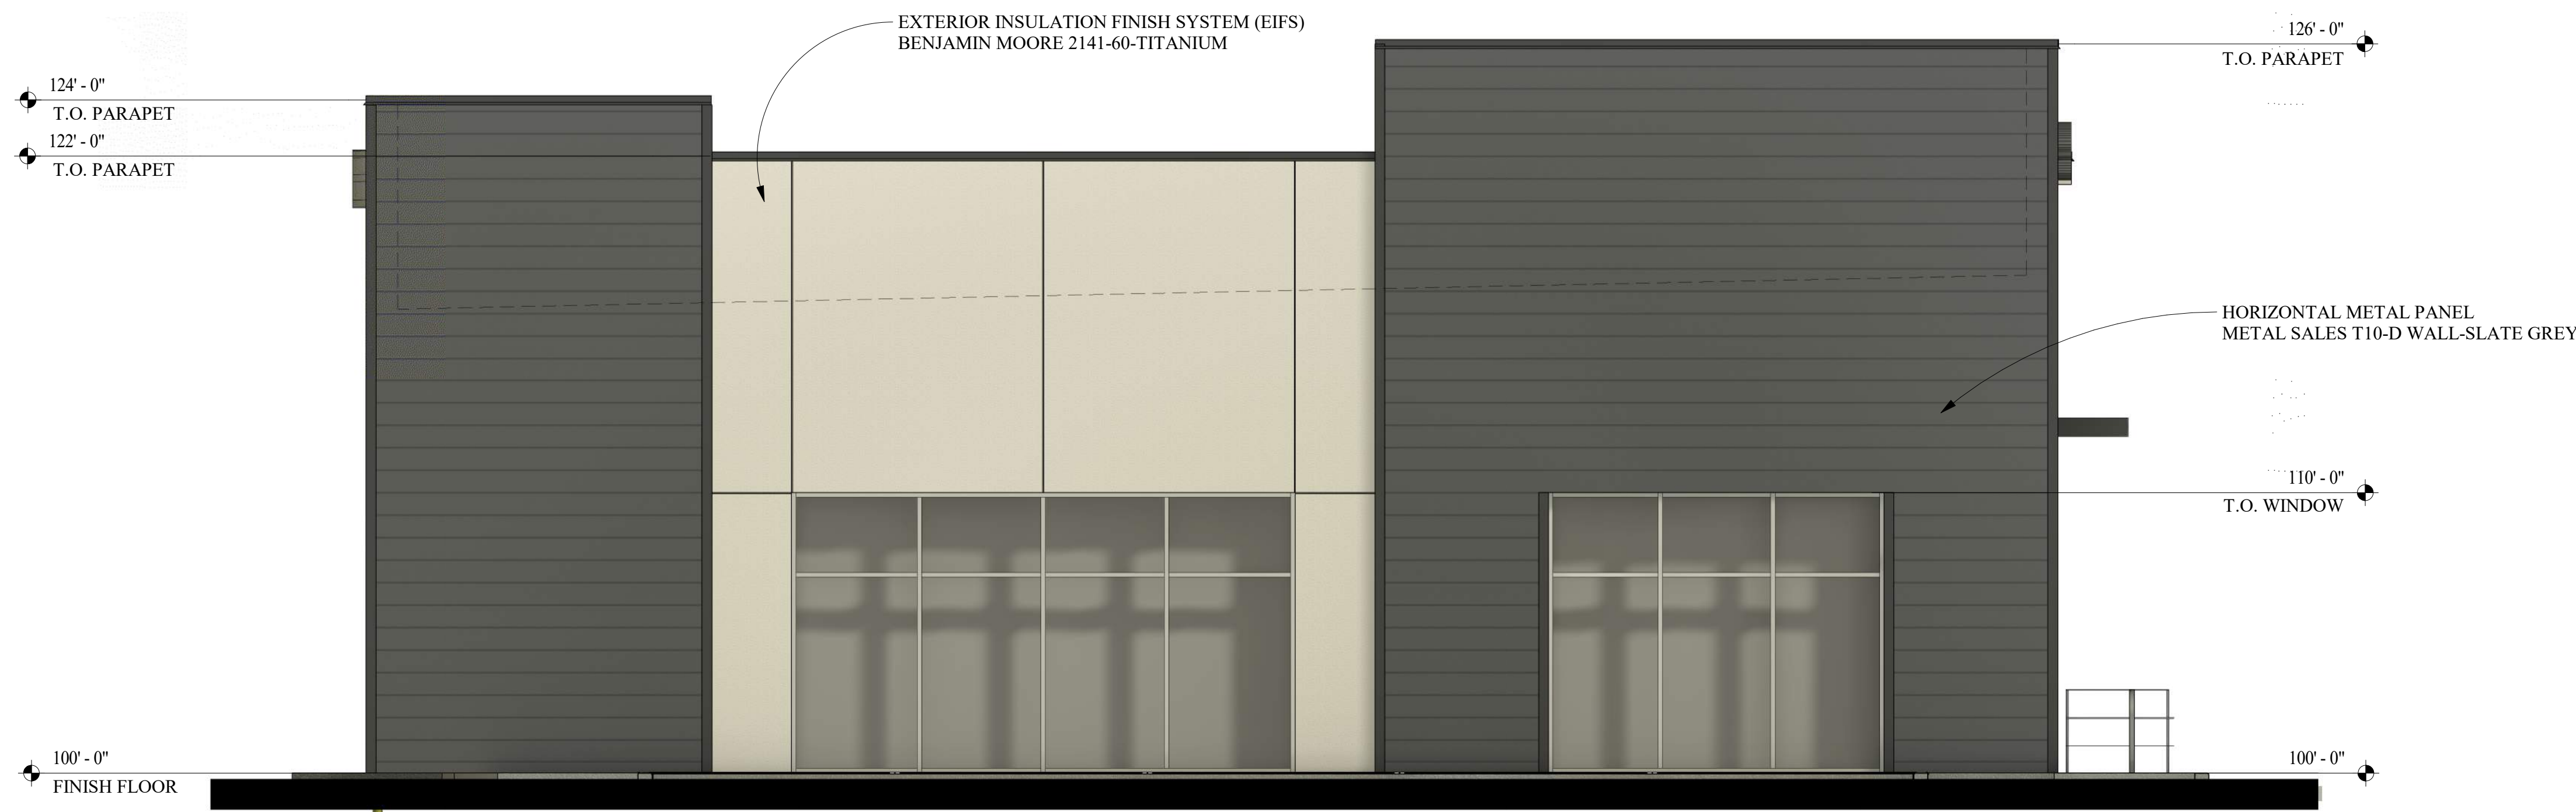 EXTERIOR INSULATION FINISH SYSTEM (EIFS)
BENJAMIN MOORE 2141-60-TITANIUM
126' - 0"
T.O. PARAPET
124' - 0"
T.O. PARAPET
122' - 0"
T.O. PARAPET
HORIZONTAL METAL PANEL
METAL SALES T10-D WALL-SLATE GREY
110' - 0"
T.O. WINDOW
100' - 0"
FINISH FLOOR
100' - 0"